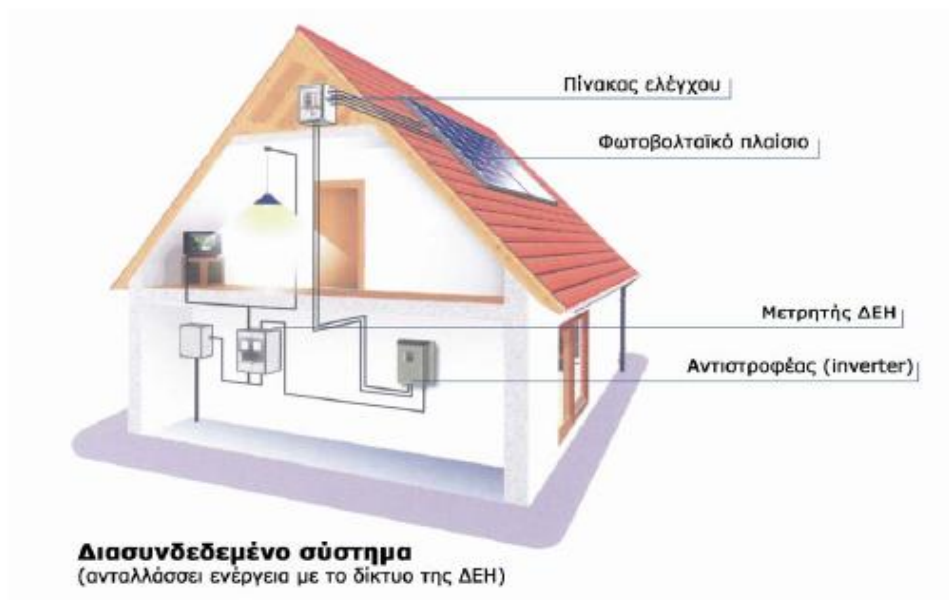 Πίνακας ελέγχου
Φωτοβολταϊκό πλαίσιο
Μετρητής ΔΕΗ
Αντιστροφέας (inverter)
Διασυνδεδεμένο σύστημα
(ανταλλάσσει ενέργεια με το δίκτυο της ΔΕΗ)